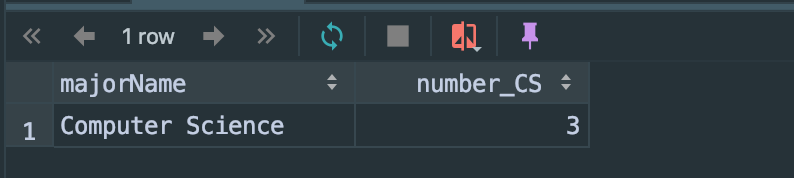 1 row
majorName number_CS
1 Computer Science 3